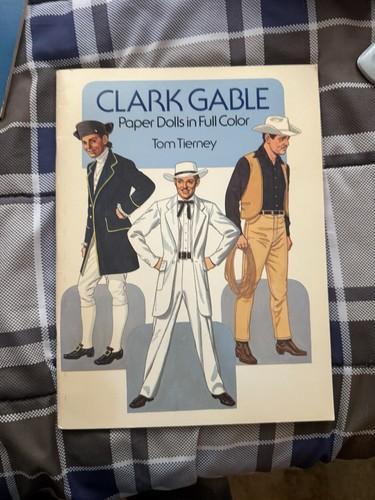 CLARK GABLE
Paper Dolls in Full Color
Tom Tierney